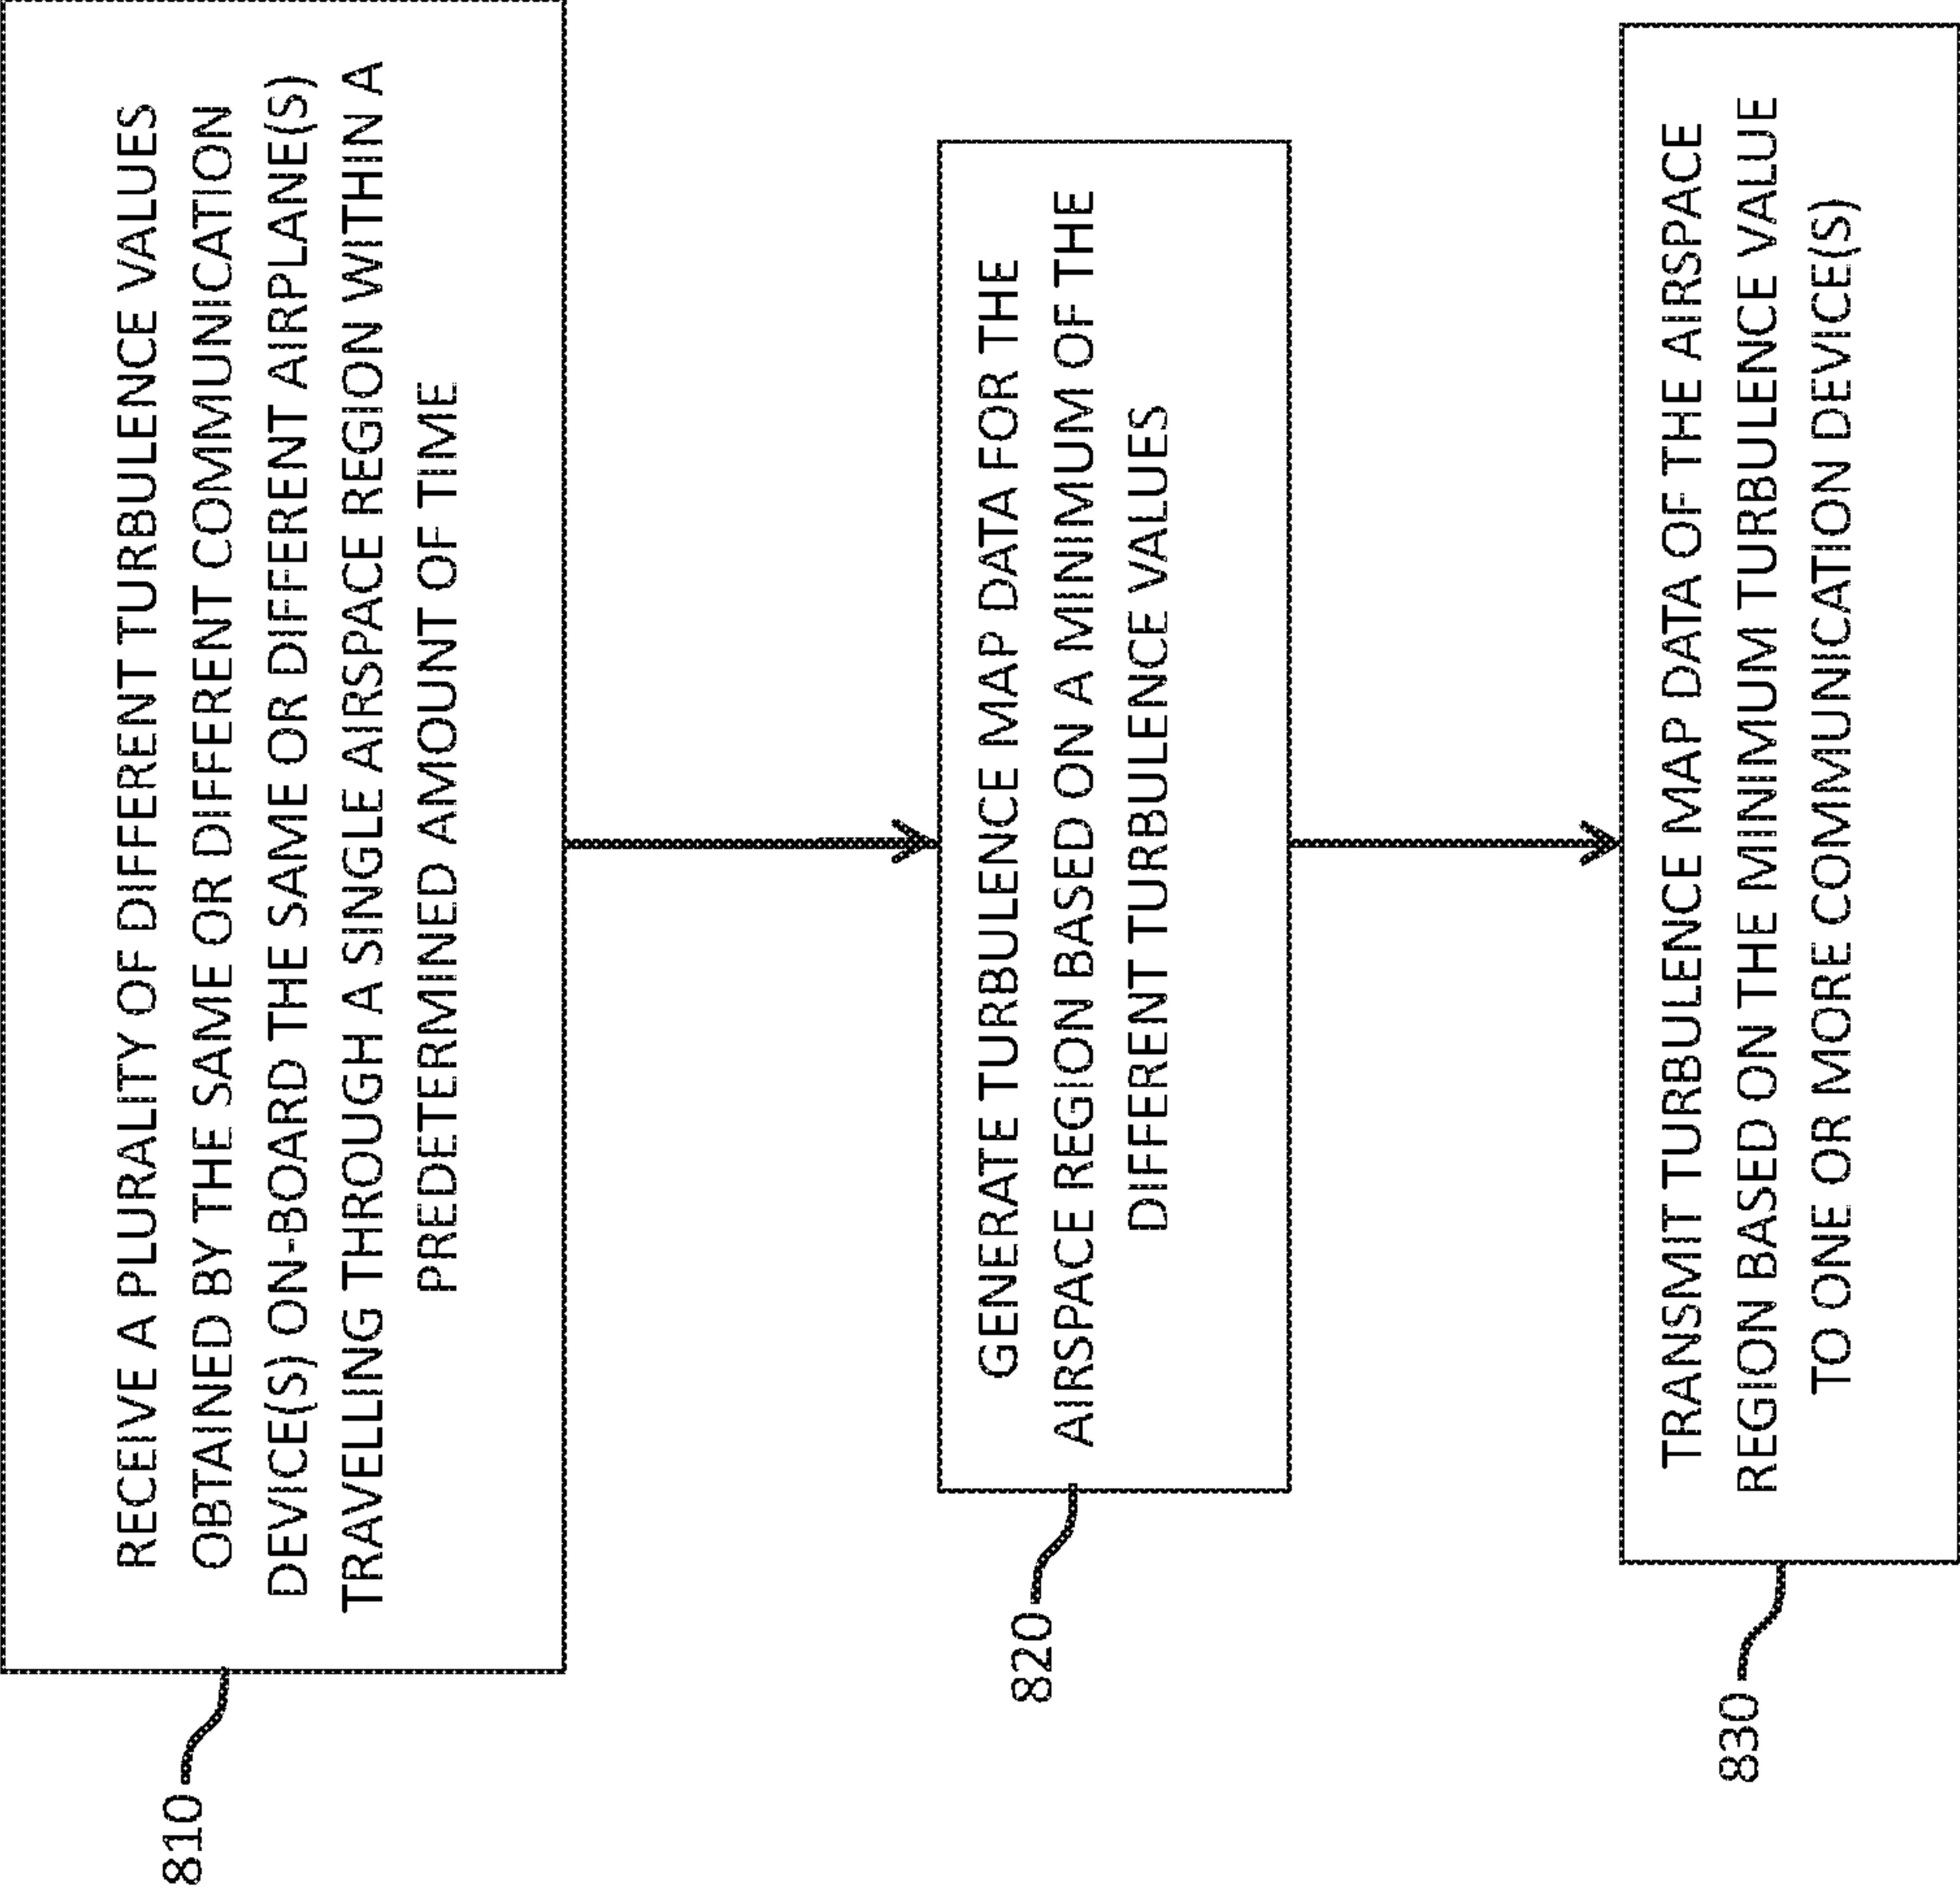 RECEIVE A PLURALITY OF DIFFERENT TURBULENCE VALUES
OBTAINED BY THE SAME OR DIFFERENT COMMUNICATION
DEVICE(S) ON-BOARD THE SAME OR DIFFERENT AIRPLANE(S)
TRAVELLING THROUGH A SINGLE AIRSPACE REGION WITHIN A
PREDETERMINED AMOUNT OF TIME
810
GENERATE TURBULENCE MAP DATA FOR THE
AIRSPACE REGION BASED ON A MINIMUM OF THE
DIFFERENT TURBULENCE VALUES
820
TRANSMIT TURBULENCE MAP DATA OF THE AIRSPACE
REGION BASED ON THE MINIMUM TURBULENCE VALUE
TO ONE OR MORE COMMUNICATION DEVICE(S)
830